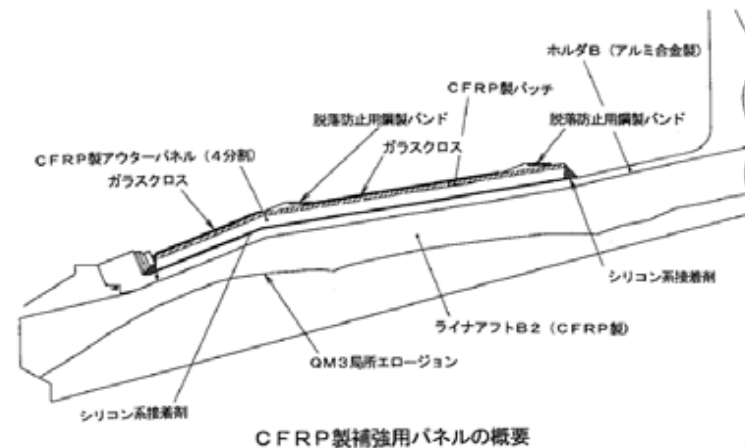 ホルダB（アルミ合金製）
CFRP製パッチ
脱落防止用鋼製バンド
脱落防止用鋼製バンド
ガラスクロス
CFRP製アウターパネル（4分割）
ガラスクロス
シリコン系接着剤
ライナアフトB2（CFRP製）
QM3局所エロージョン
シリコン系接着剤
CFRP製補強用パネルの概要